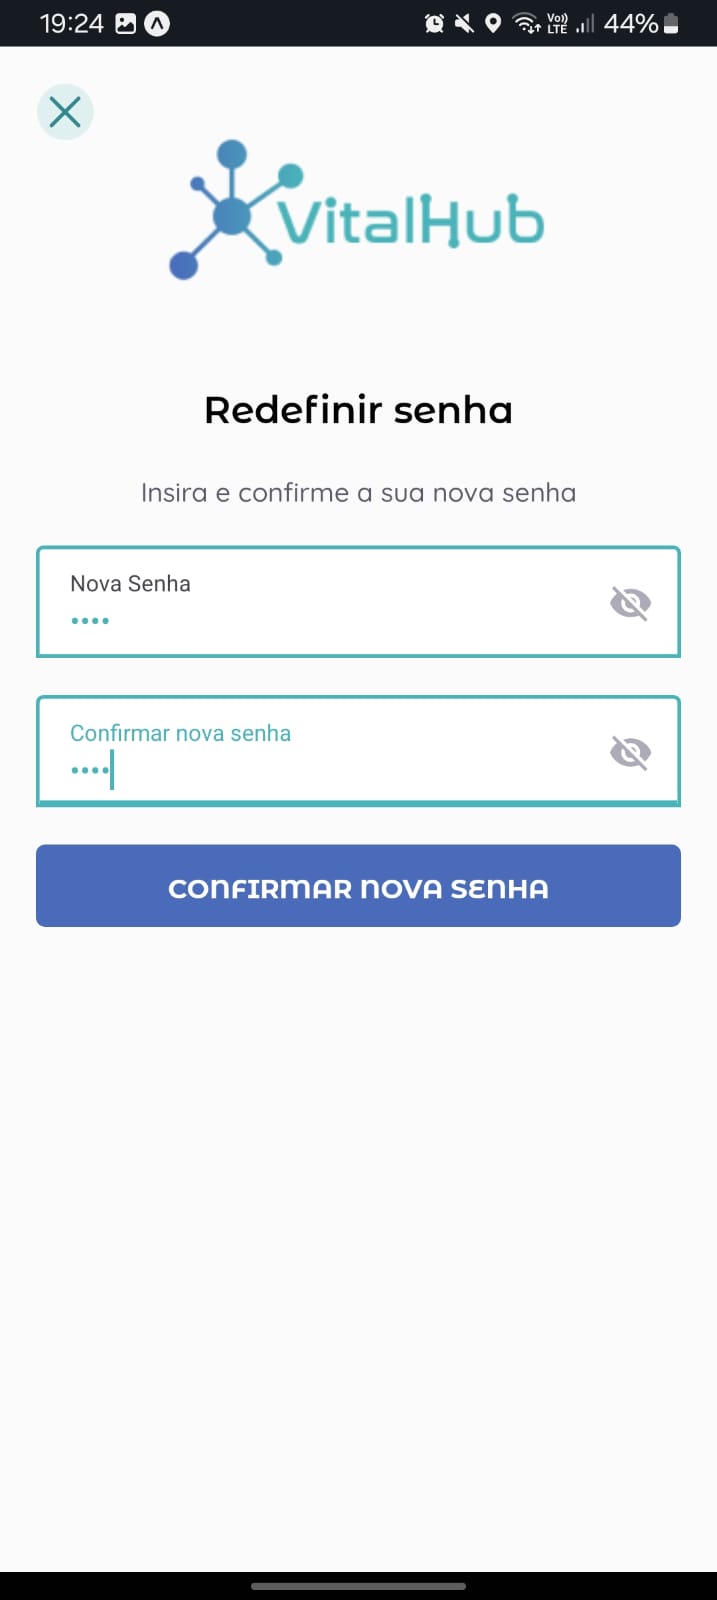 19:24
Vo))
LTE
44%
VitalHub
Redefinir senha
Insira e confirme a sua nova senha
Nova Senha
••••
Confirmar nova senha
••••
CONFIRMAR NOVA SENHA